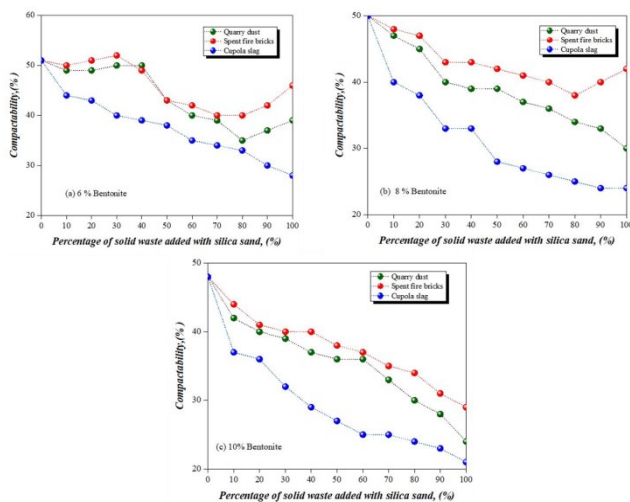 60
50
40
30
20
Compactability,(%)
Quarry dust
Spent fire bricks
Cupola slag
(a) 6 % Bentonite
0 10 20 30 40 50 60 70 80 90 100
Percentage of solid waste added with silica sand, (%)
50
40
30
20
Compactability,(%)
Quarry dust
Spent fire bricks
Cupola slag
(b) 8 % Bentonite
0 10 20 30 40 50 60 70 80 90 100
Percentage of solid waste added with silica sand, (%)
50
40
30
20
Compactability,(%)
Quarry dust
Spent fire bricks
Cupola slag
(c) 10% Bentonite
0 10 20 30 40 50 60 70 80 90 100
Percentage of solid waste added with silica sand, (%)